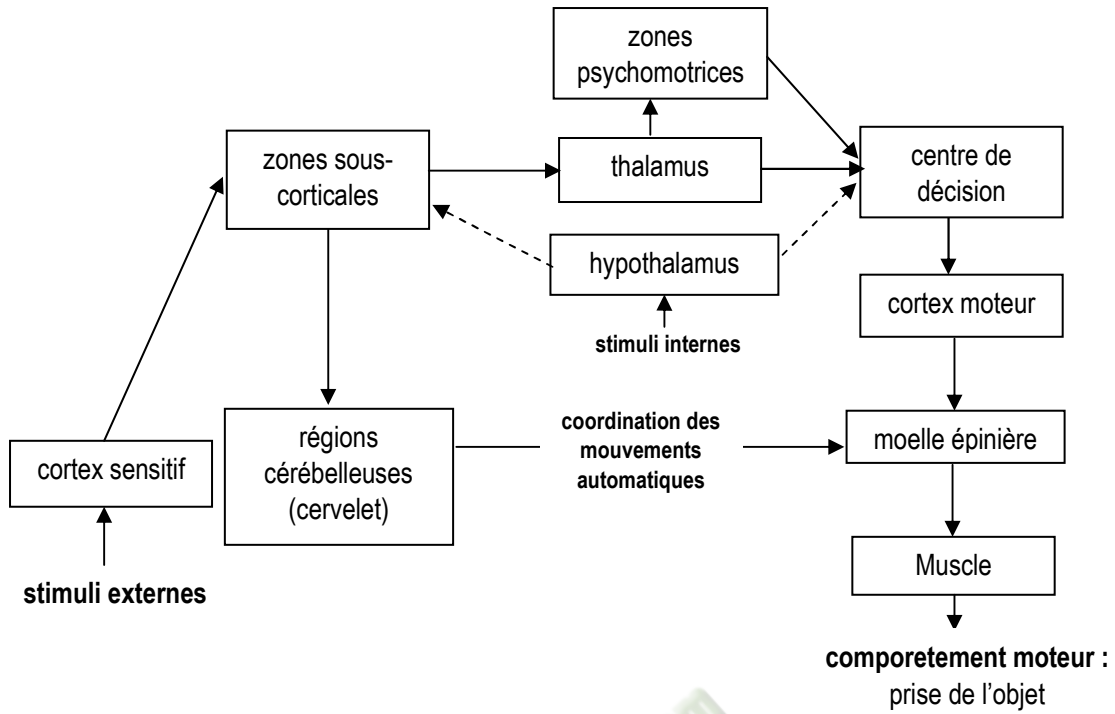 zones
psychomotrices
zones sous-
corticales
thalamus
centre de
décision
hypothalamus
cortex moteur
stimuli internes
régions
cérébelleuses
(cervelet)
coordination des
mouvements
automatiques
moelle épinière
cortex sensitif
Muscle
stimuli externes
comporetement moteur :
prise de l'objet